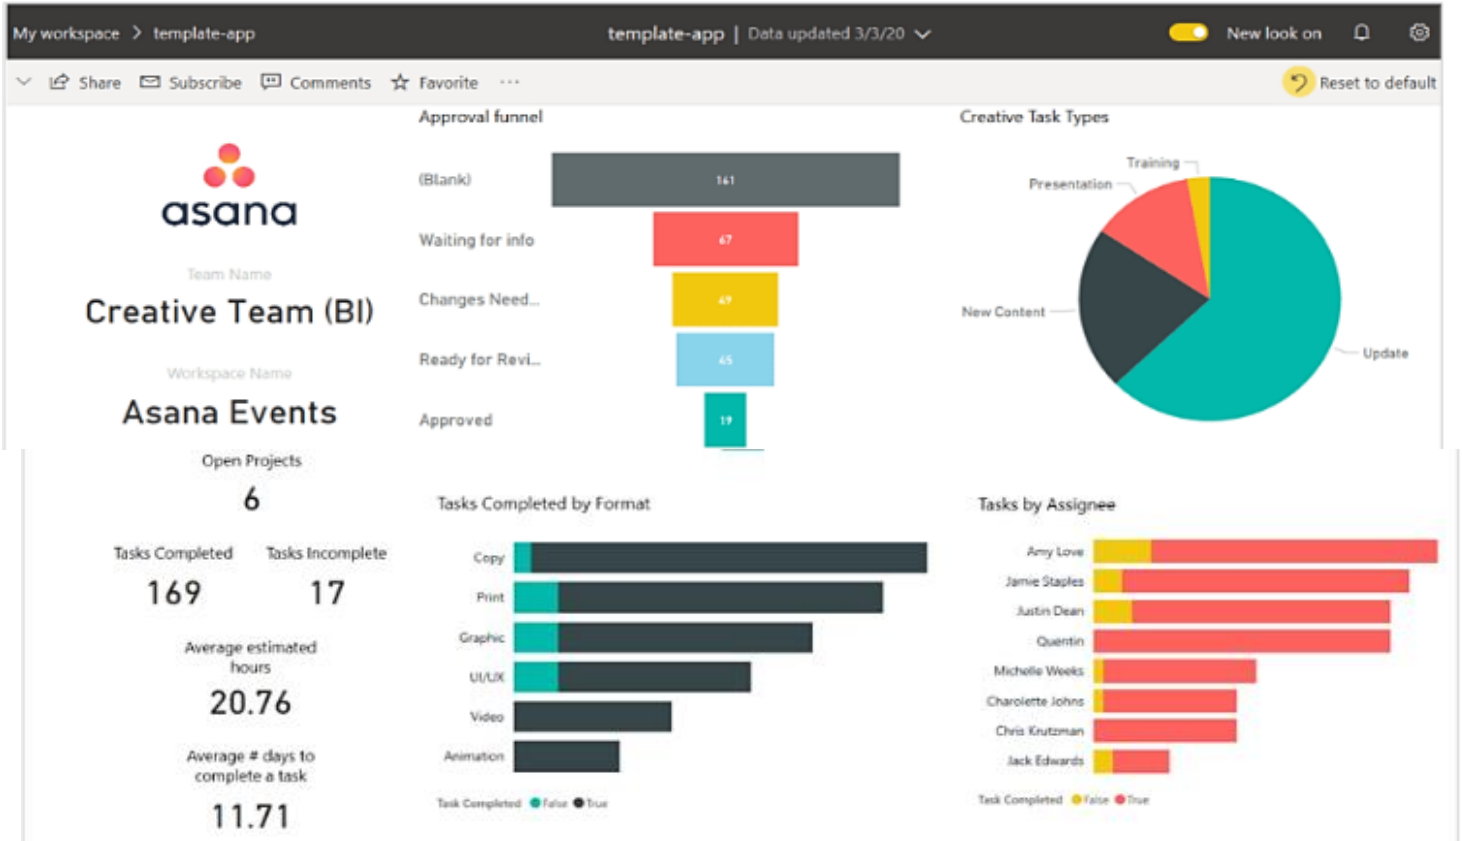 My workspace > template-app
template-app | Data updated 3/3/20
New look on
Share
Subscribe
Comments
Favorite
...
Reset to default
asana
Team Name
Creative Team (BI)
Workspace Name
Asana Events
Approval funnel
(Blank)
161
Waiting for info
67
Changes Need...
49
Ready for Revi...
45
Approved
19
Creative Task Types
Training
Presentation
New Content
Update
Open Projects
6
Tasks Completed
169
Tasks Incomplete
17
Average estimated
hours
20.76
Average # days to
complete a task
11.71
Tasks Completed by Format
Copy
Print
Graphic
UI/UX
Video
Animation
Task Completed False True
Tasks by Assignee
Amy Love
Jamie Staples
Justin Dean
Quentin
Michelle Weeks
Charolette Johns
Chris Krutzman
Jack Edwards
Task Completed False True